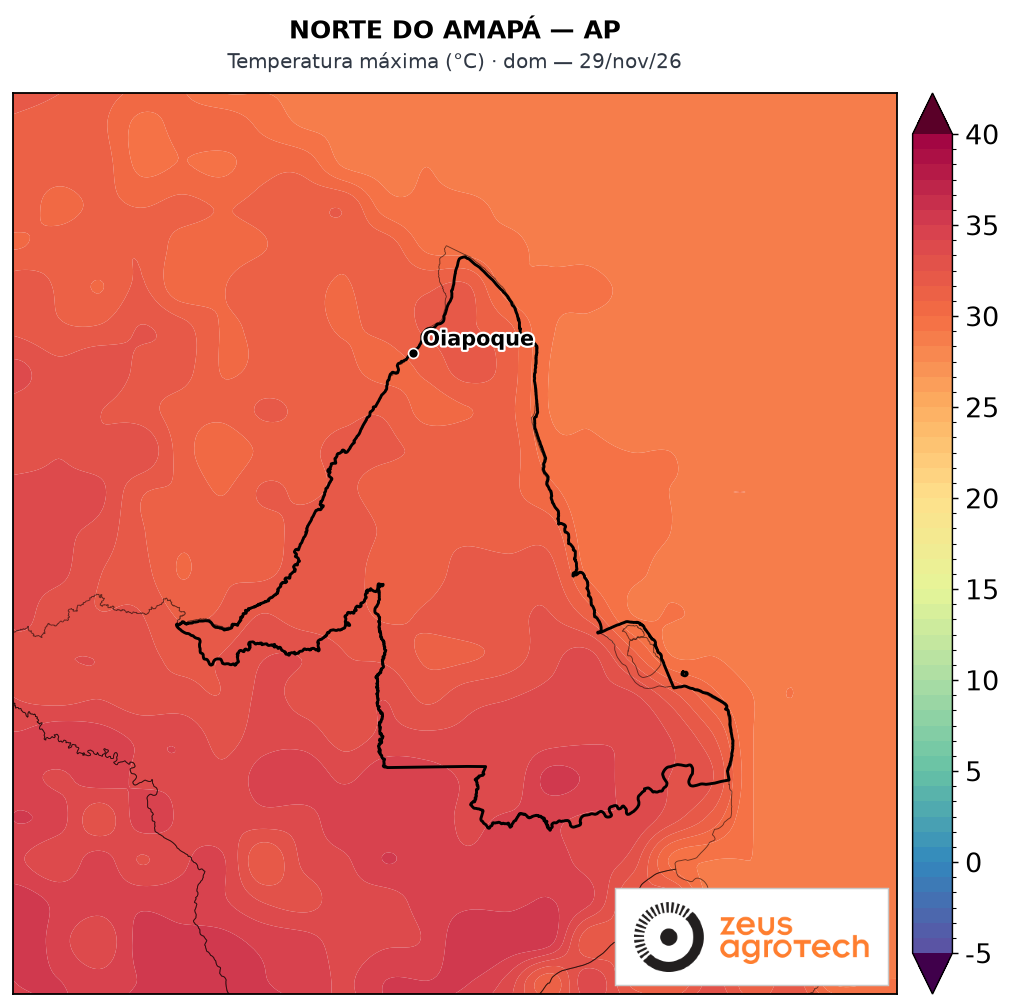 NORTE DO AMAPÁ — AP
Temperatura máxima (°C) · dom — 29/nov/26
Oiapoque
40
35
30
25
20
15
10
5
0
-5
zeus
agrotech